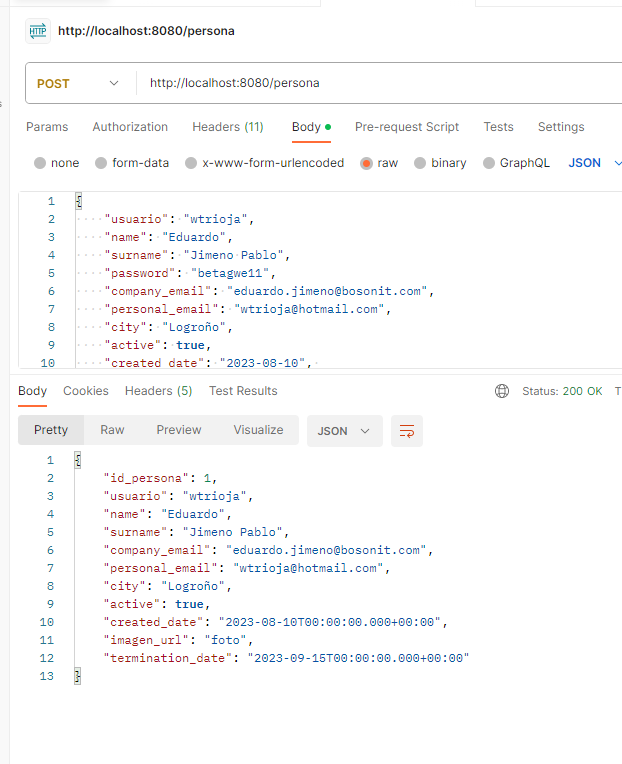 HTTP http://localhost:8080/persona
POST http://localhost:8080/persona
Params Authorization Headers (11) Body Pre-request Script Tests Settings
none form-data x-www-form-urlencoded raw binary GraphQL JSON
1 {
2 "usuario": "wtrioja",
3 "name": "Eduardo",
4 "surname": "Jimeno Pablo",
5 "password": "betagwe11",
6 "company_email": "eduardo.jimeno@bosonit.com",
7 "personal_email": "wtrioja@hotmail.com",
8 "city": "Logroño",
9 "active": true,
10 "created_date": "2023-08-10",
Body Cookies Headers (5) Test Results Status: 200 OK T
Pretty Raw Preview Visualize JSON
1 {
2 "id_persona": 1,
3 "usuario": "wtrioja",
4 "name": "Eduardo",
5 "surname": "Jimeno Pablo",
6 "company_email": "eduardo.jimeno@bosonit.com",
7 "personal_email": "wtrioja@hotmail.com",
8 "city": "Logroño",
9 "active": true,
10 "created_date": "2023-08-10T00:00:00.000+00:00",
11 "imagen_url": "foto",
12 "termination_date": "2023-09-15T00:00:00.000+00:00"
13 }